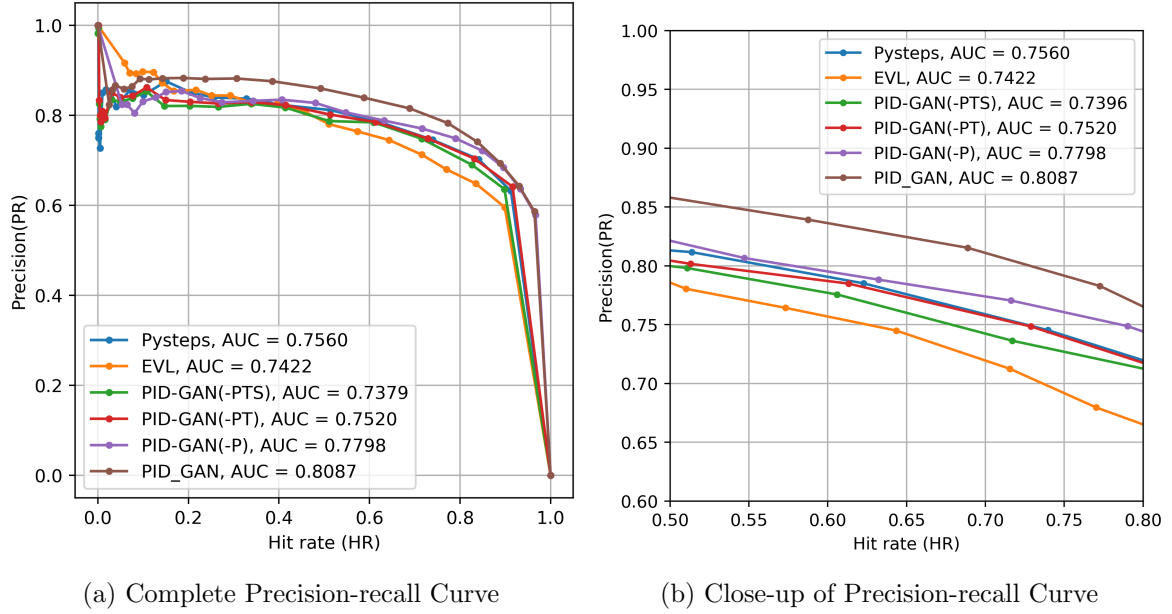 1.0
0.8
0.6
0.4
0.2
0.0
Precision(PR)
Pysteps, AUC = 0.7560
EVL, AUC = 0.7422
PID-GAN(-PTS), AUC = 0.7379
PID-GAN(-PT), AUC = 0.7520
PID-GAN(-P), AUC = 0.7798
PID_GAN, AUC = 0.8087
0.0 0.2 0.4 0.6 0.8 1.0
Hit rate (HR)
(a) Complete Precision-recall Curve
1.00
0.95
0.90
0.85
0.80
0.75
0.70
0.65
0.60
Precision(PR)
Pysteps, AUC = 0.7560
EVL, AUC = 0.7422
PID-GAN(-PTS), AUC = 0.7396
PID-GAN(-PT), AUC = 0.7520
PID-GAN(-P), AUC = 0.7798
PID_GAN, AUC = 0.8087
0.50 0.55 0.60 0.65 0.70 0.75 0.80
Hit rate (HR)
(b) Close-up of Precision-recall Curve